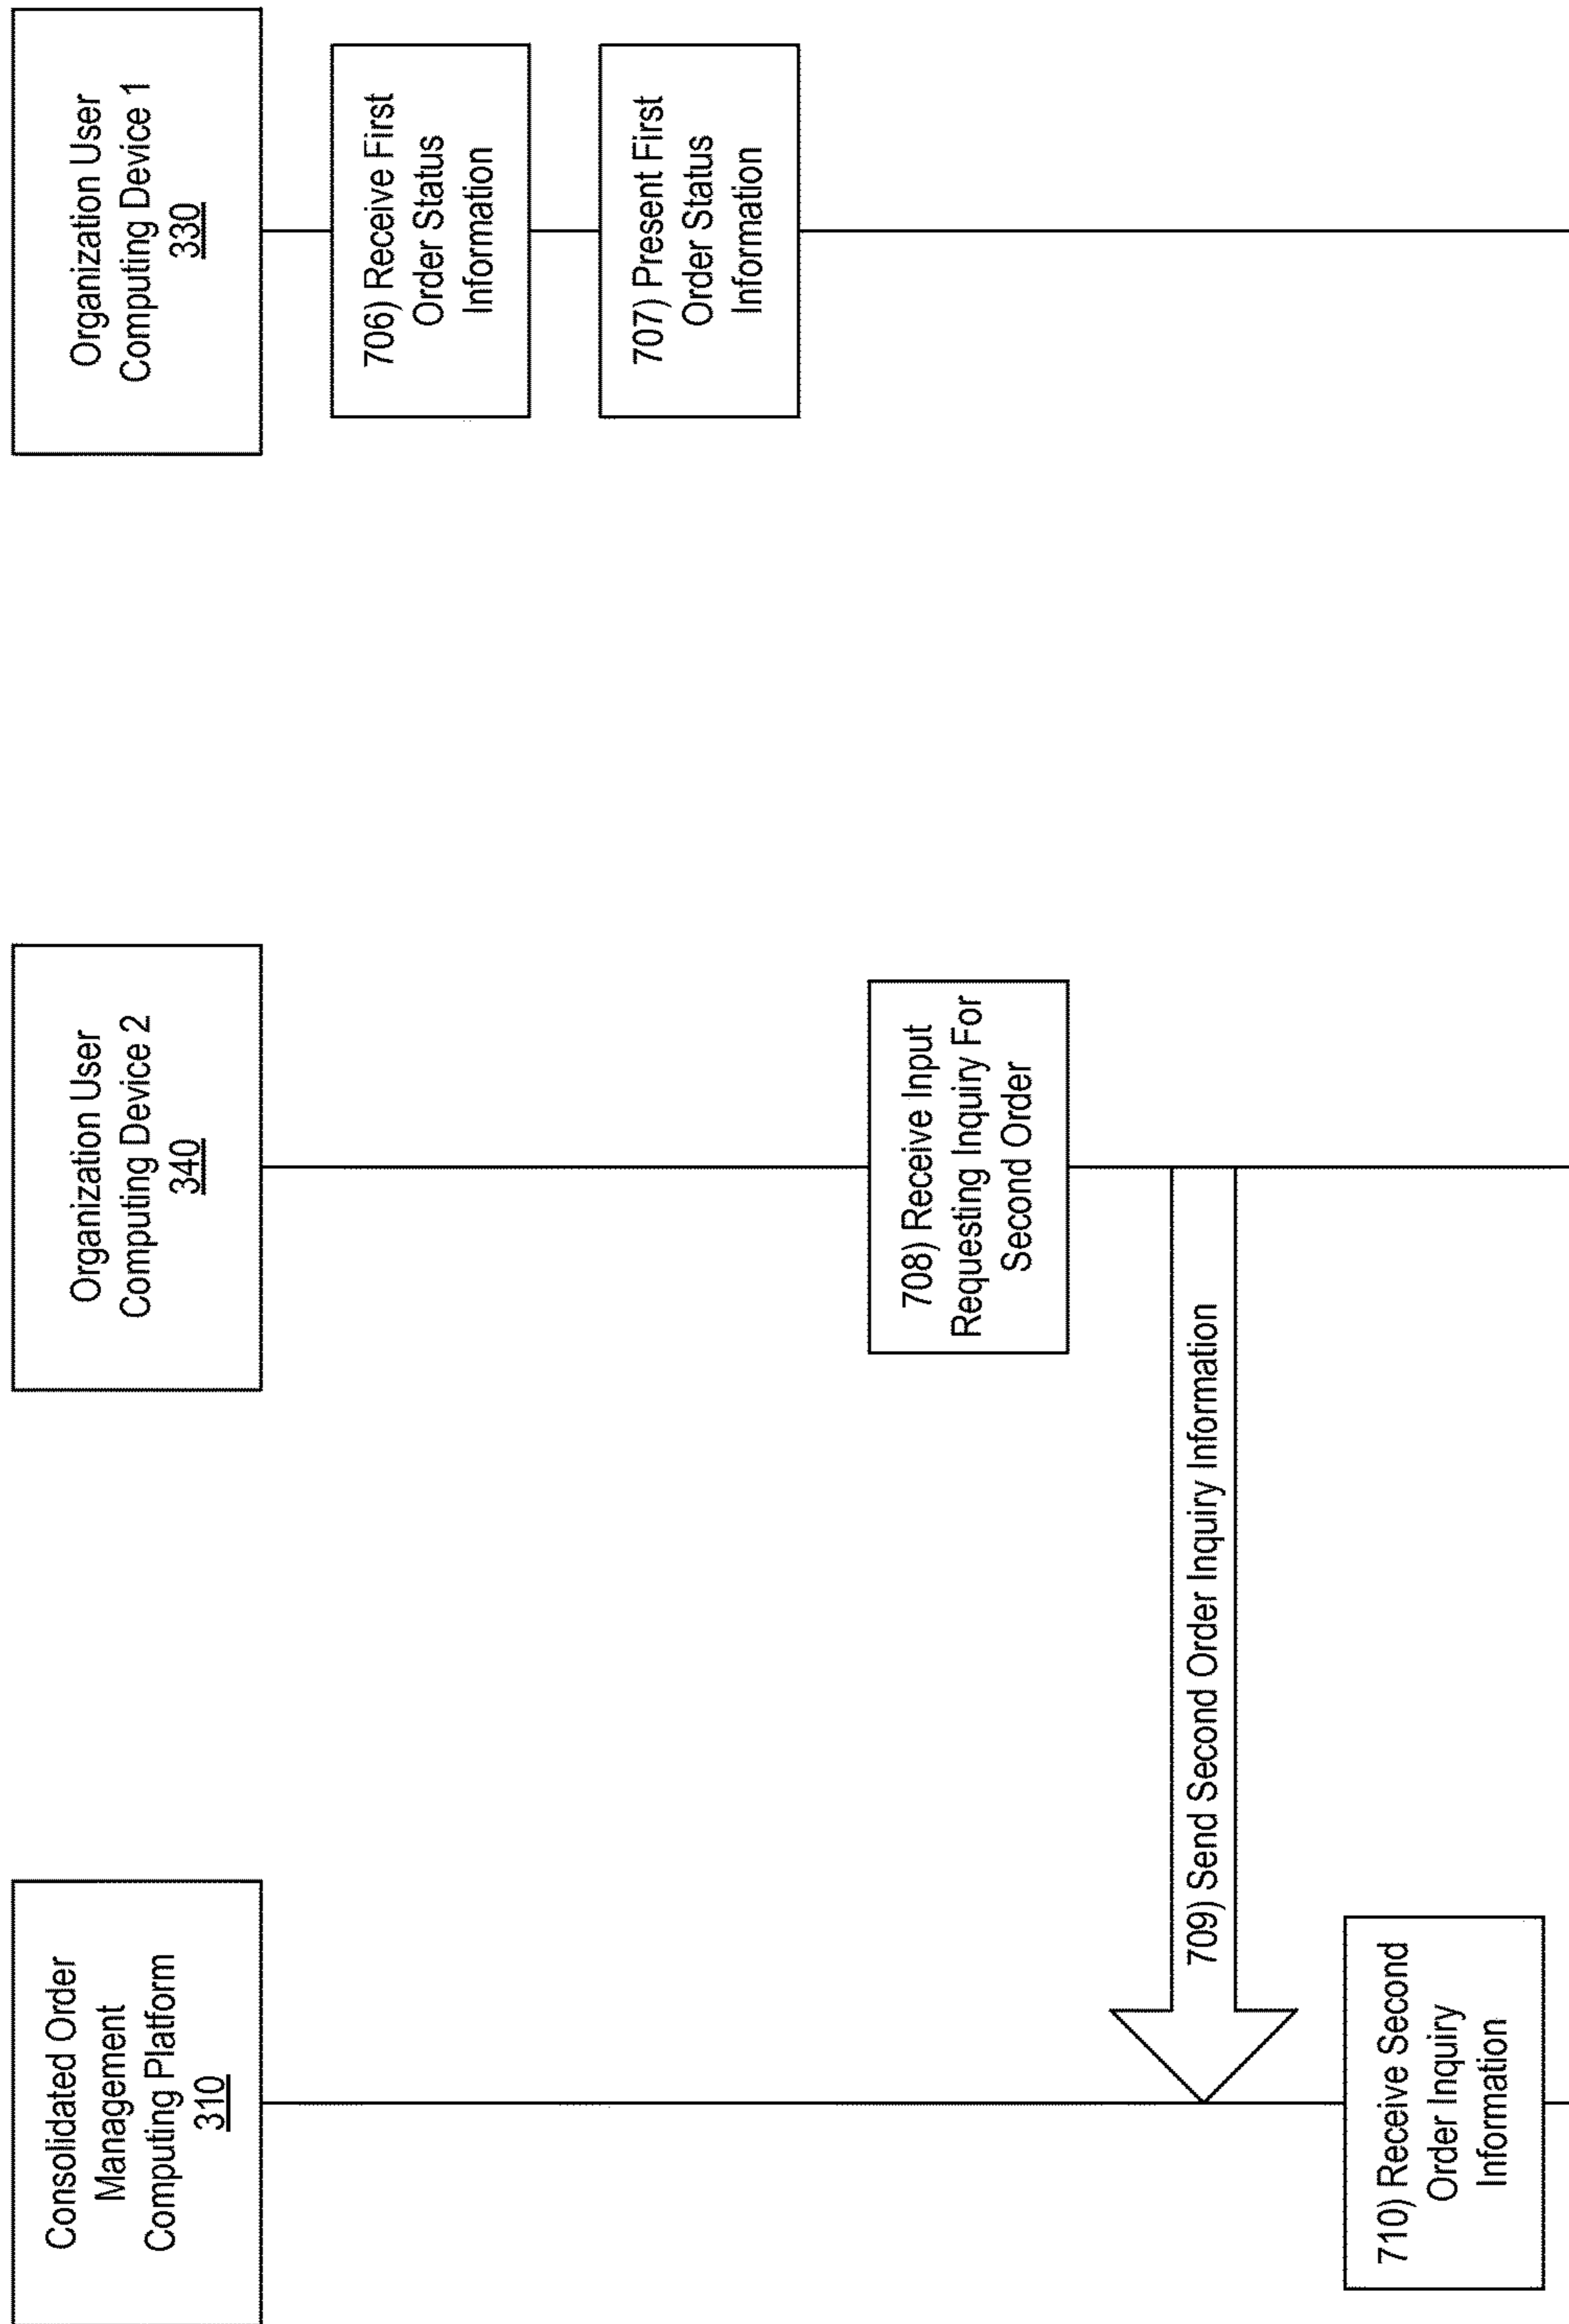 Consolidated Order
Management
Computing Platform
310
Organization User
Computing Device 2
340
Organization User
Computing Device 1
330
706) Receive First
Order Status
Information
707) Present First
Order Status
Information
708) Receive Input
Requesting Inquiry For
Second Order
709) Send Second Order Inquiry Information
710) Receive Second
Order Inquiry
Information